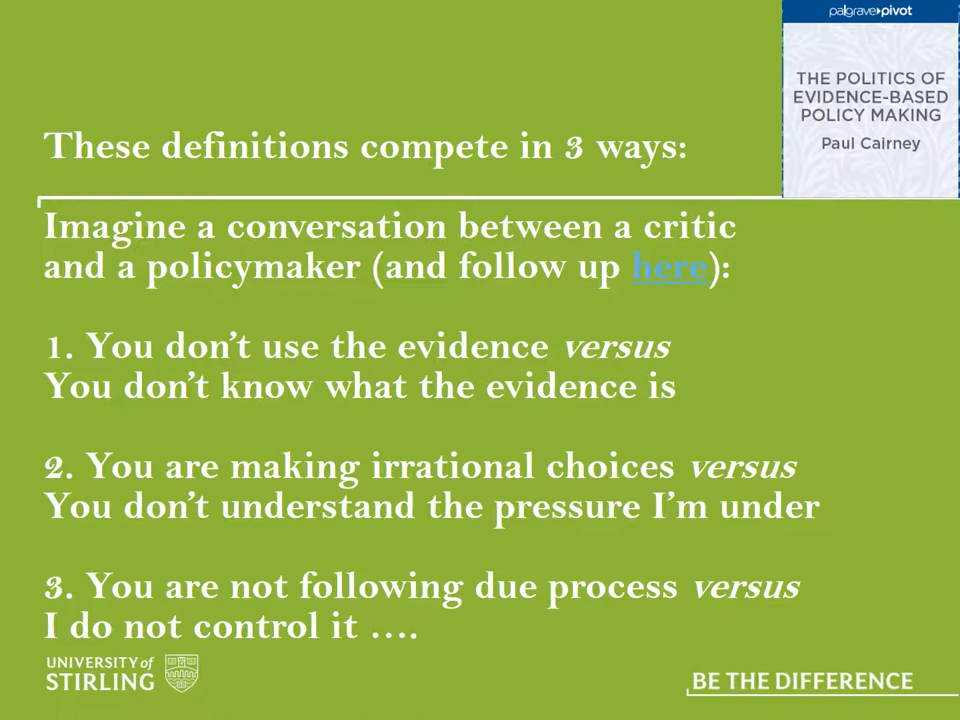 palgrave▸pivot
THE POLITICS OF
EVIDENCE-BASED
POLICY MAKING
Paul Cairney
These definitions compete in 3 ways:
Imagine a conversation between a critic
and a policymaker (and follow up here):
1. You don’t use the evidence versus
You don’t know what the evidence is
2. You are making irrational choices versus
You don’t understand the pressure I’m under
3. You are not following due process versus
I do not control it ….
UNIVERSITY of
STIRLING
BE THE DIFFERENCE